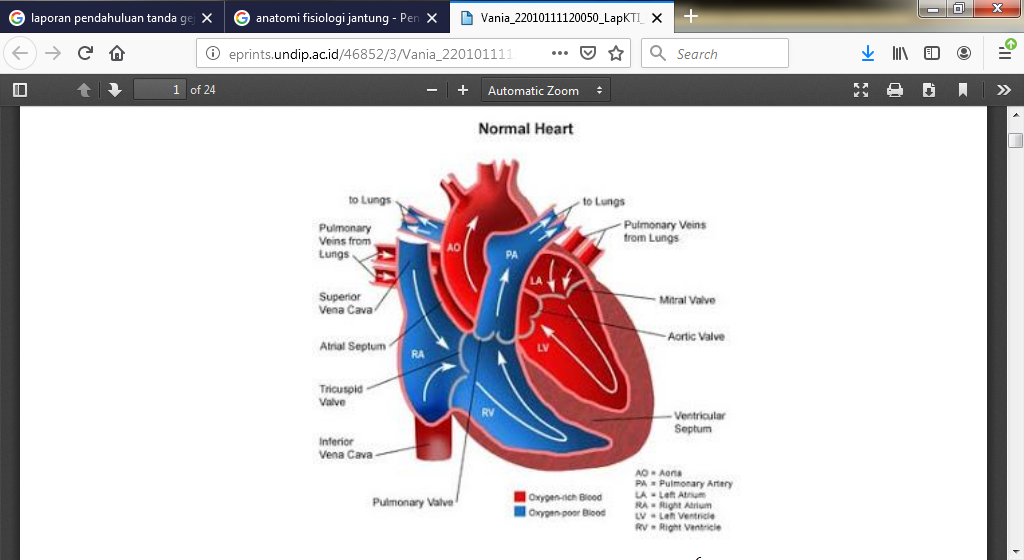 laporan pendahuluan tanda ge
anatomi fisiologi jantung - Pen
Vania_22010111120050_LapKTI_
eprints.undip.ac.id/46852/3/Vania_220101111
Search
1 of 24
Automatic Zoom
Normal Heart
to Lungs
to Lungs
Pulmonary
Veins from
Lungs
Pulmonary Veins
from Lungs
AO
PA
LA
Superior
Vena Cava
Mitral Valve
Aortic Valve
Atrial Septum
RA
LV
Tricuspid
Valve
RV
Ventricular
Septum
Inferior
Vena Cava
Pulmonary Valve
Oxygen-rich Blood
Oxygen-poor Blood
AO = Aorta
PA = Pulmonary Artery
LA = Left Atrium
RA = Right Atrium
LV = Left Ventricle
RV = Right Ventricle